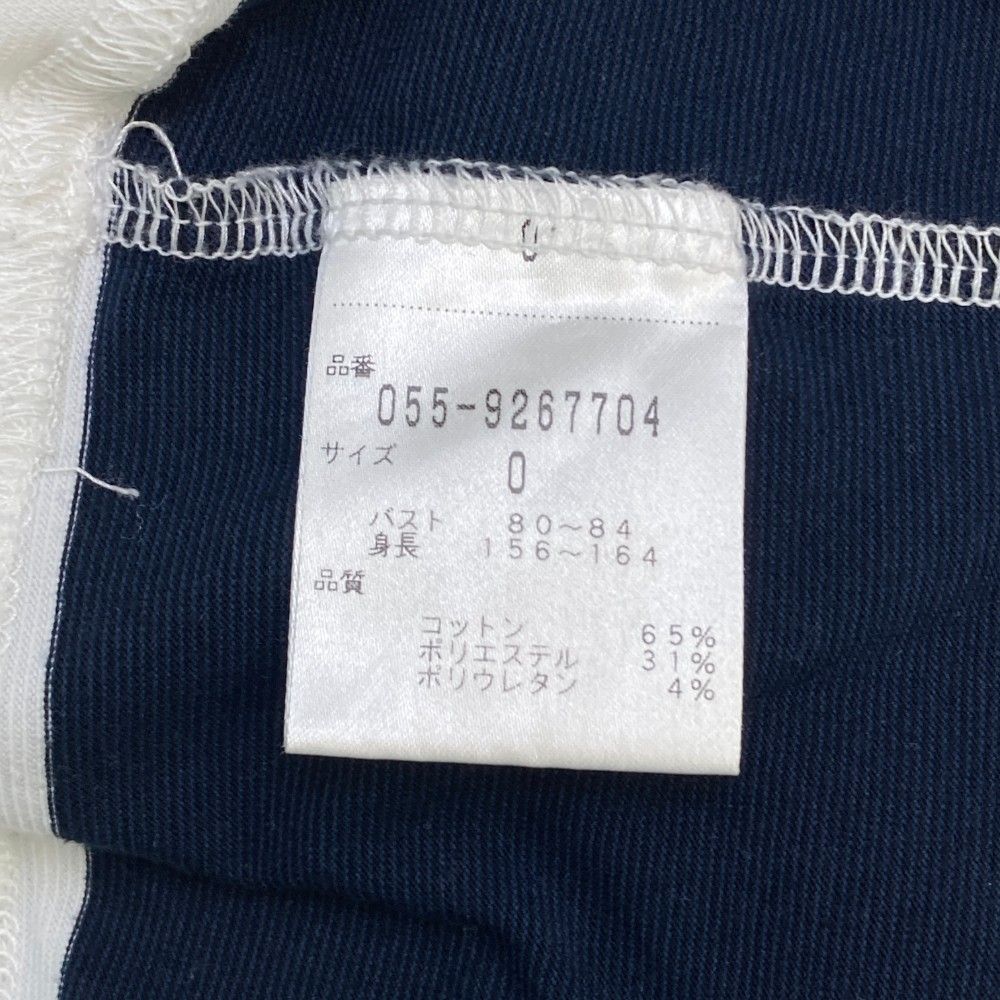 0
品番
055-9267704
サイズ
0
バスト 80～84
身長 156～164
品質
コットン 65%
ポリエステル 31%
ポリウレタン 4%